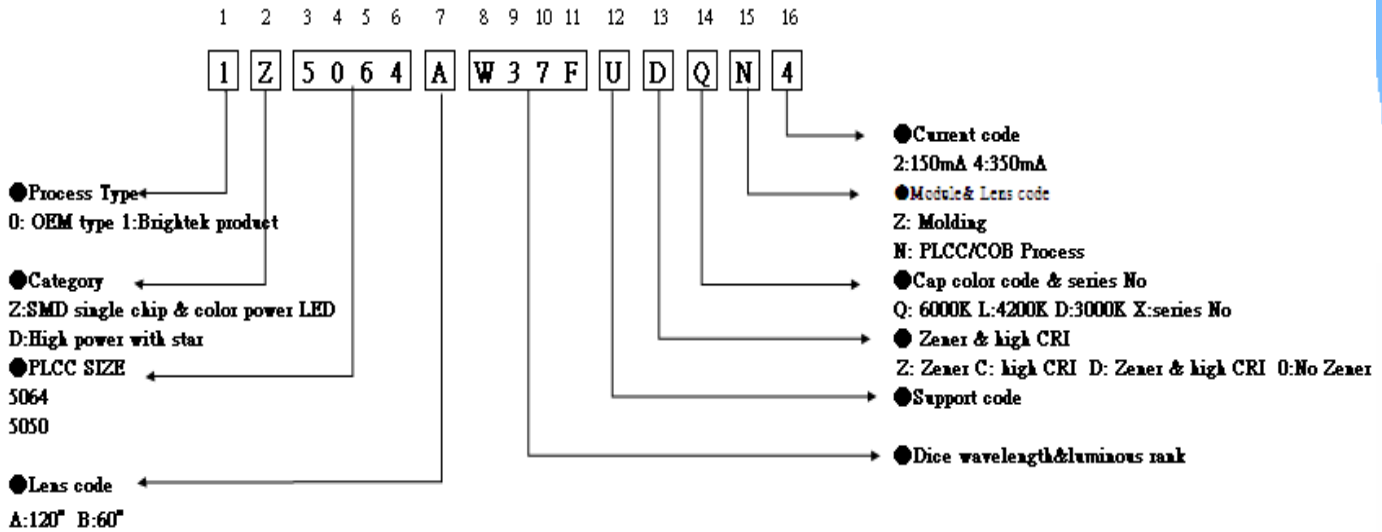 1 2 3 4 5 6 7 8 9 10 11 12 13 14 15 16
1 Z 5 0 6 4 A W 3 7 F U D Q N 4
●Process Type
0: OEM type 1:Brightek product
●Category
Z:SMD single chip & color power LED
D:High power with star
●PLCC SIZE
5064
5050
●Lens code
A:120° B:60°
●Current code
2:150mA 4:350mA
●Module& Lens code
Z: Molding
N: PLCC/COB Process
●Cap color code & series No
Q: 6000K L:4200K D:3000K X:series No
● Zener & high CRI
Z: Zener C: high CRI D: Zener & high CRI 0:No Zener
●Support code
●Dice wavelength&luminous rank